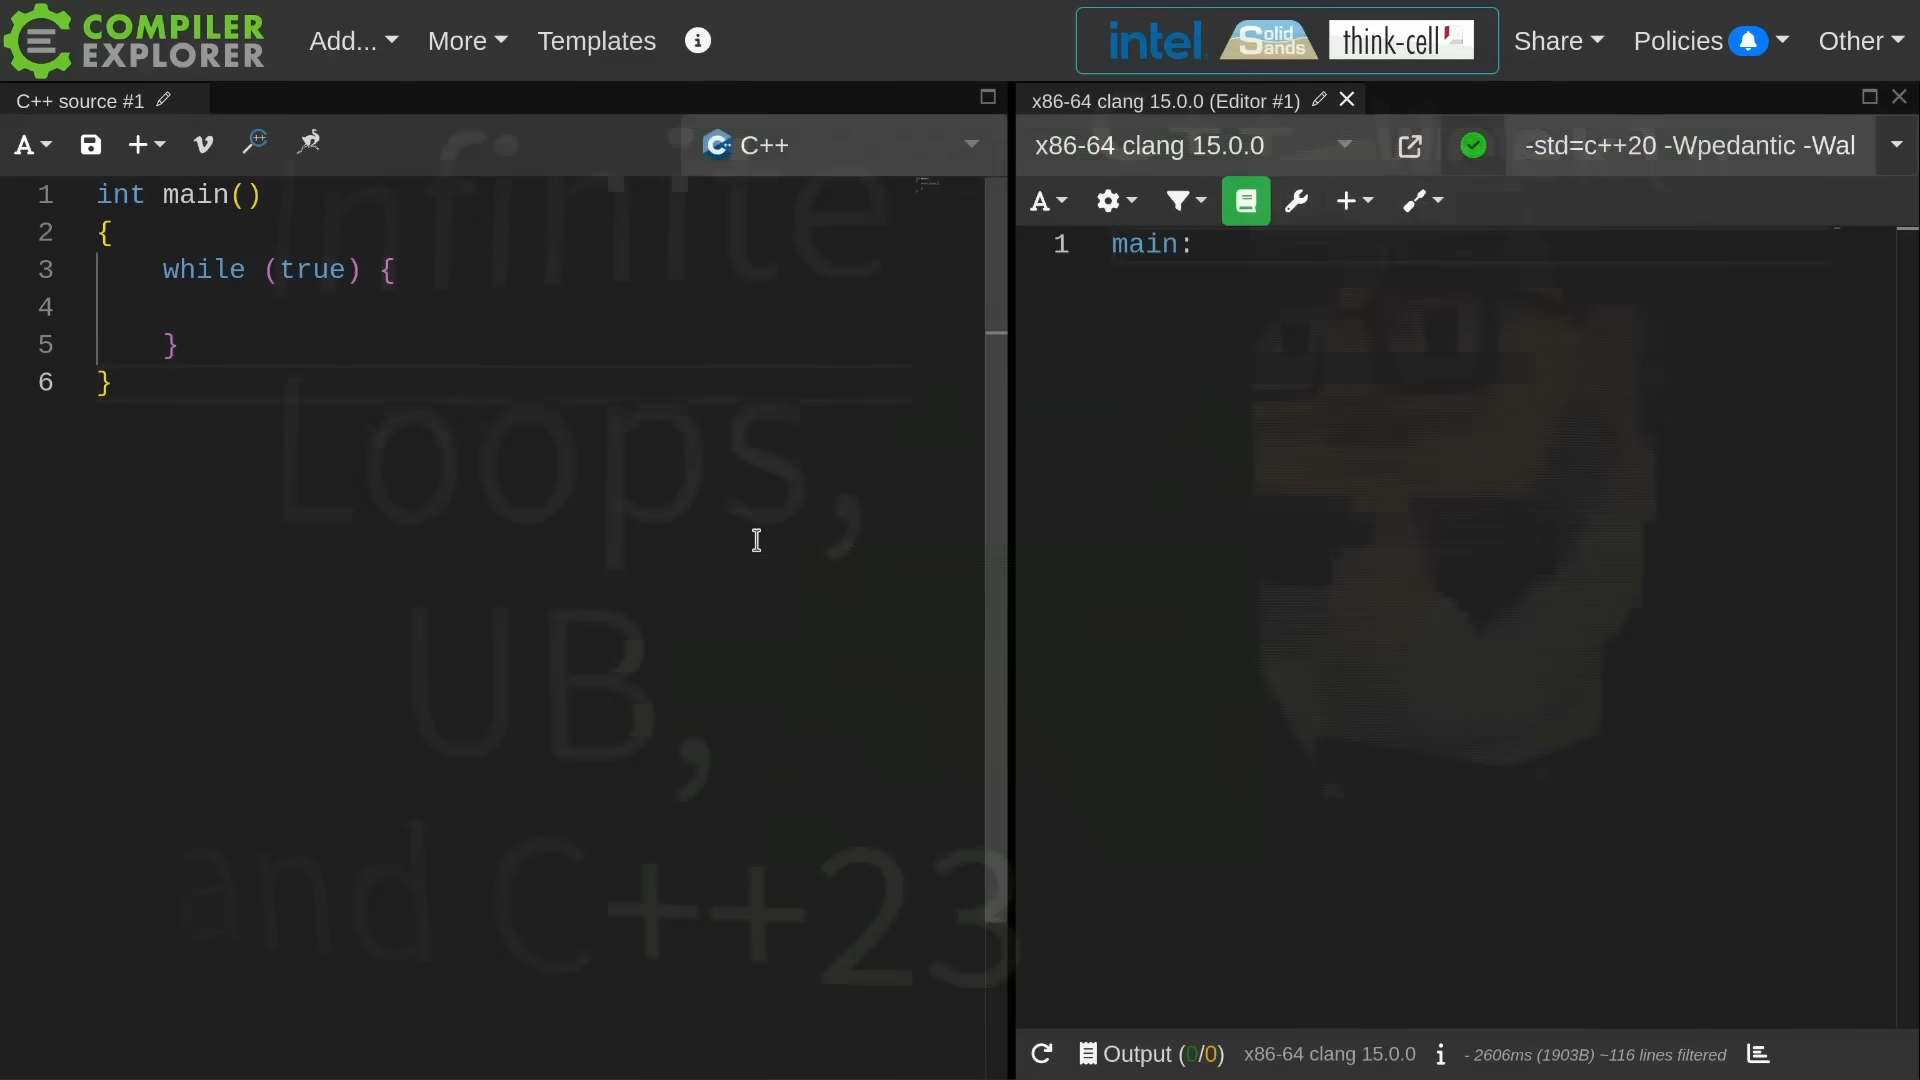 COMPILER
EXPLORER
Add...
More
Templates
intel.
Solid
Sands
think-cell
Share
Policies
Other
C++ source #1
A
C++
1 int main()
2 {
3 while (true) {
4
5 }
6 }
x86-64 clang 15.0.0 (Editor #1)
x86-64 clang 15.0.0
-std=c++20 -Wpedantic -Wal
A
1 main:
Output (0/0)
x86-64 clang 15.0.0
- 2606ms (1903B) ~116 lines filtered
Infinite
Loops,
UB,
and C++23